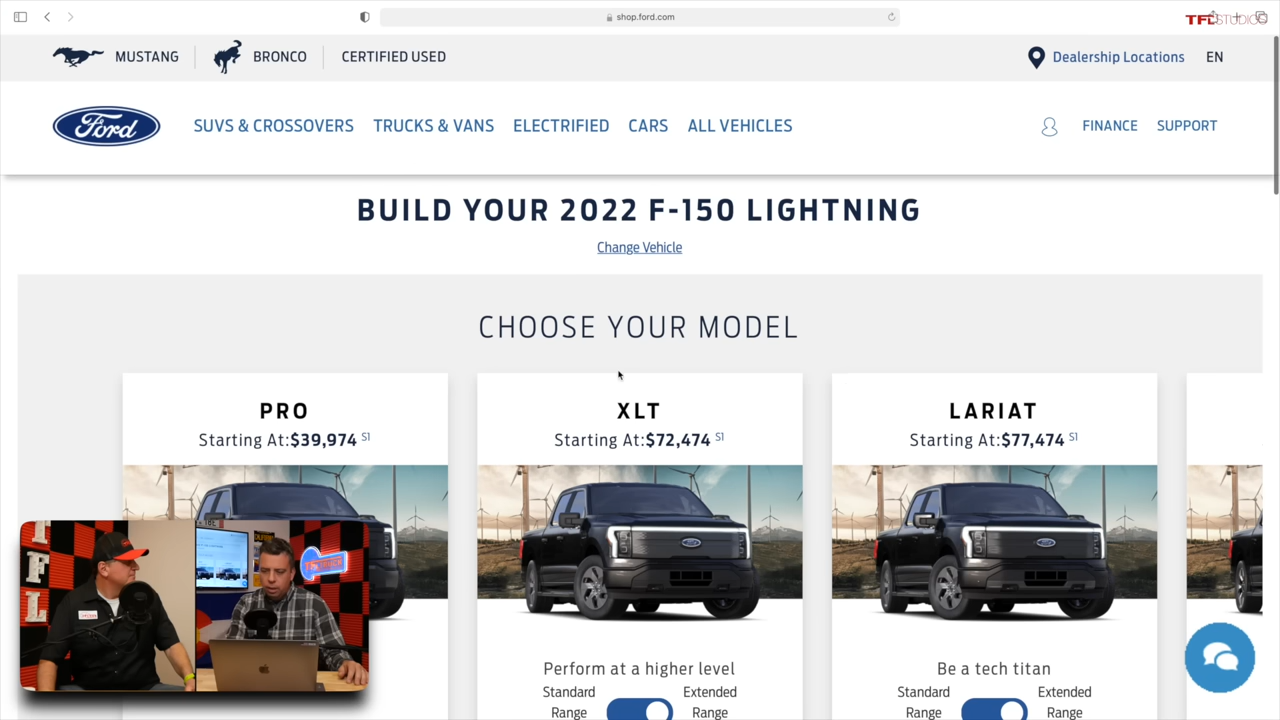 shop.ford.com
TFLSTUDIOS
MUSTANG
BRONCO
CERTIFIED USED
Dealership Locations
EN
Ford
SUVS & CROSSOVERS
TRUCKS & VANS
ELECTRIFIED
CARS
ALL VEHICLES
FINANCE
SUPPORT
BUILD YOUR 2022 F-150 LIGHTNING
Change Vehicle
CHOOSE YOUR MODEL
PRO
Starting At:$39,974 S1
XLT
Starting At:$72,474 S1
LARIAT
Starting At:$77,474 S1
Perform at a higher level
Standard Range
Extended Range
Be a tech titan
Standard Range
Extended Range
F
L